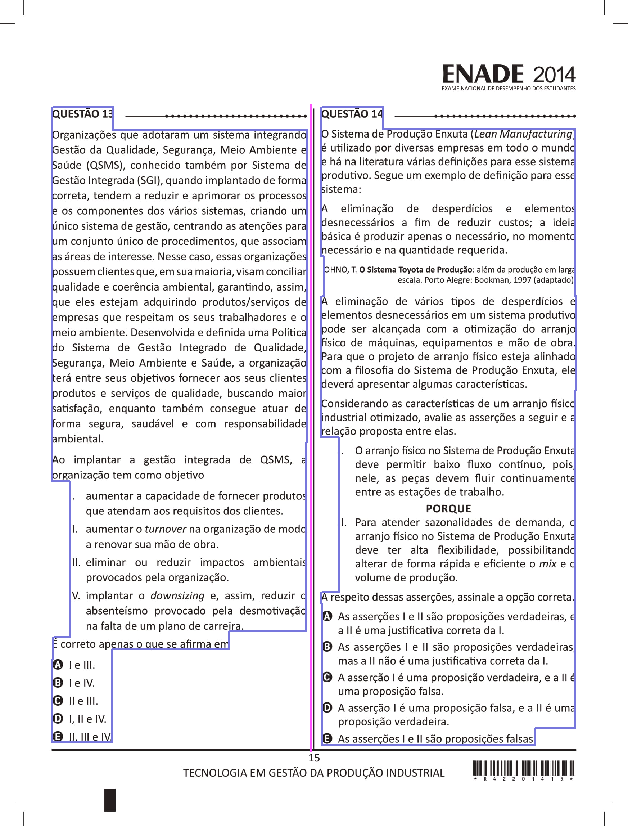 ENADE 2014
EXAME NACIONAL DE DESEMPENHO DOS ESTUDANTES
QUESTÃO 13
Organizações que adotaram um sistema integrando
Gestão da Qualidade, Segurança, Meio Ambiente e
Saúde (QSMS), conhecido também por Sistema de
Gestão Integrada (SGI), quando implantado de forma
correta, tendem a reduzir e aprimorar os processos
e os componentes dos vários sistemas, criando um
único sistema de gestão, centrando as atenções para
um conjunto único de procedimentos, que associam
as áreas de interesse. Nesse caso, essas organizações
possuem clientes que, em sua maioria, visam conciliar
qualidade e coerência ambiental, garantindo, assim,
que eles estejam adquirindo produtos/serviços de
empresas que respeitam os seus trabalhadores e o
meio ambiente. Desenvolvida e definida uma Política
do Sistema de Gestão Integrado de Qualidade,
Segurança, Meio Ambiente e Saúde, a organização
terá entre seus objetivos fornecer aos seus clientes
produtos e serviços de qualidade, buscando maior
satisfação, enquanto também consegue atuar de
forma segura, saudável e com responsabilidade
ambiental.
Ao implantar a gestão integrada de QSMS, a
organização tem como objetivo
I. aumentar a capacidade de fornecer produtos
que atendam aos requisitos dos clientes.
II. aumentar o turnover na organização de modo
a renovar sua mão de obra.
III. eliminar ou reduzir impactos ambientais
provocados pela organização.
IV. implantar o downsizing e, assim, reduzir o
absenteísmo provocado pela desmotivação
na falta de um plano de carreira.
É correto apenas o que se afirma em
A I e III.
B I e IV.
C II e III.
D I, II e IV.
E II, III e IV.
QUESTÃO 14
O Sistema de Produção Enxuta (Lean Manufacturing)
é utilizado por diversas empresas em todo o mundo
e há na literatura várias definições para esse sistema
produtivo. Segue um exemplo de definição para esse
sistema:
A eliminação de desperdícios e elementos
desnecessários a fim de reduzir custos; a ideia
básica é produzir apenas o necessário, no momento
necessário e na quantidade requerida.
OHNO, T. O Sistema Toyota de Produção: além da produção em larga
escala. Porto Alegre: Bookman, 1997 (adaptado).
A eliminação de vários tipos de desperdícios e
elementos desnecessários em um sistema produtivo
pode ser alcançada com a otimização do arranjo
físico de máquinas, equipamentos e mão de obra.
Para que o projeto de arranjo físico esteja alinhado
com a filosofia do Sistema de Produção Enxuta, ele
deverá apresentar algumas características.
Considerando as características de um arranjo físico
industrial otimizado, avalie as asserções a seguir e a
relação proposta entre elas.
I. O arranjo físico no Sistema de Produção Enxuta
deve permitir baixo fluxo contínuo, pois,
nele, as peças devem fluir continuamente
entre as estações de trabalho.
PORQUE
II. Para atender sazonalidades de demanda, o
arranjo físico no Sistema de Produção Enxuta
deve ter alta flexibilidade, possibilitando
alterar de forma rápida e eficiente o mix e o
volume de produção.
A respeito dessas asserções, assinale a opção correta.
A As asserções I e II são proposições verdadeiras, e
a II é uma justificativa correta da I.
B As asserções I e II são proposições verdadeiras,
mas a II não é uma justificativa correta da I.
C A asserção I é uma proposição verdadeira, e a II é
uma proposição falsa.
D A asserção I é uma proposição falsa, e a II é uma
proposição verdadeira.
E As asserções I e II são proposições falsas.
15
TECNOLOGIA EM GESTÃO DA PRODUÇÃO INDUSTRIAL